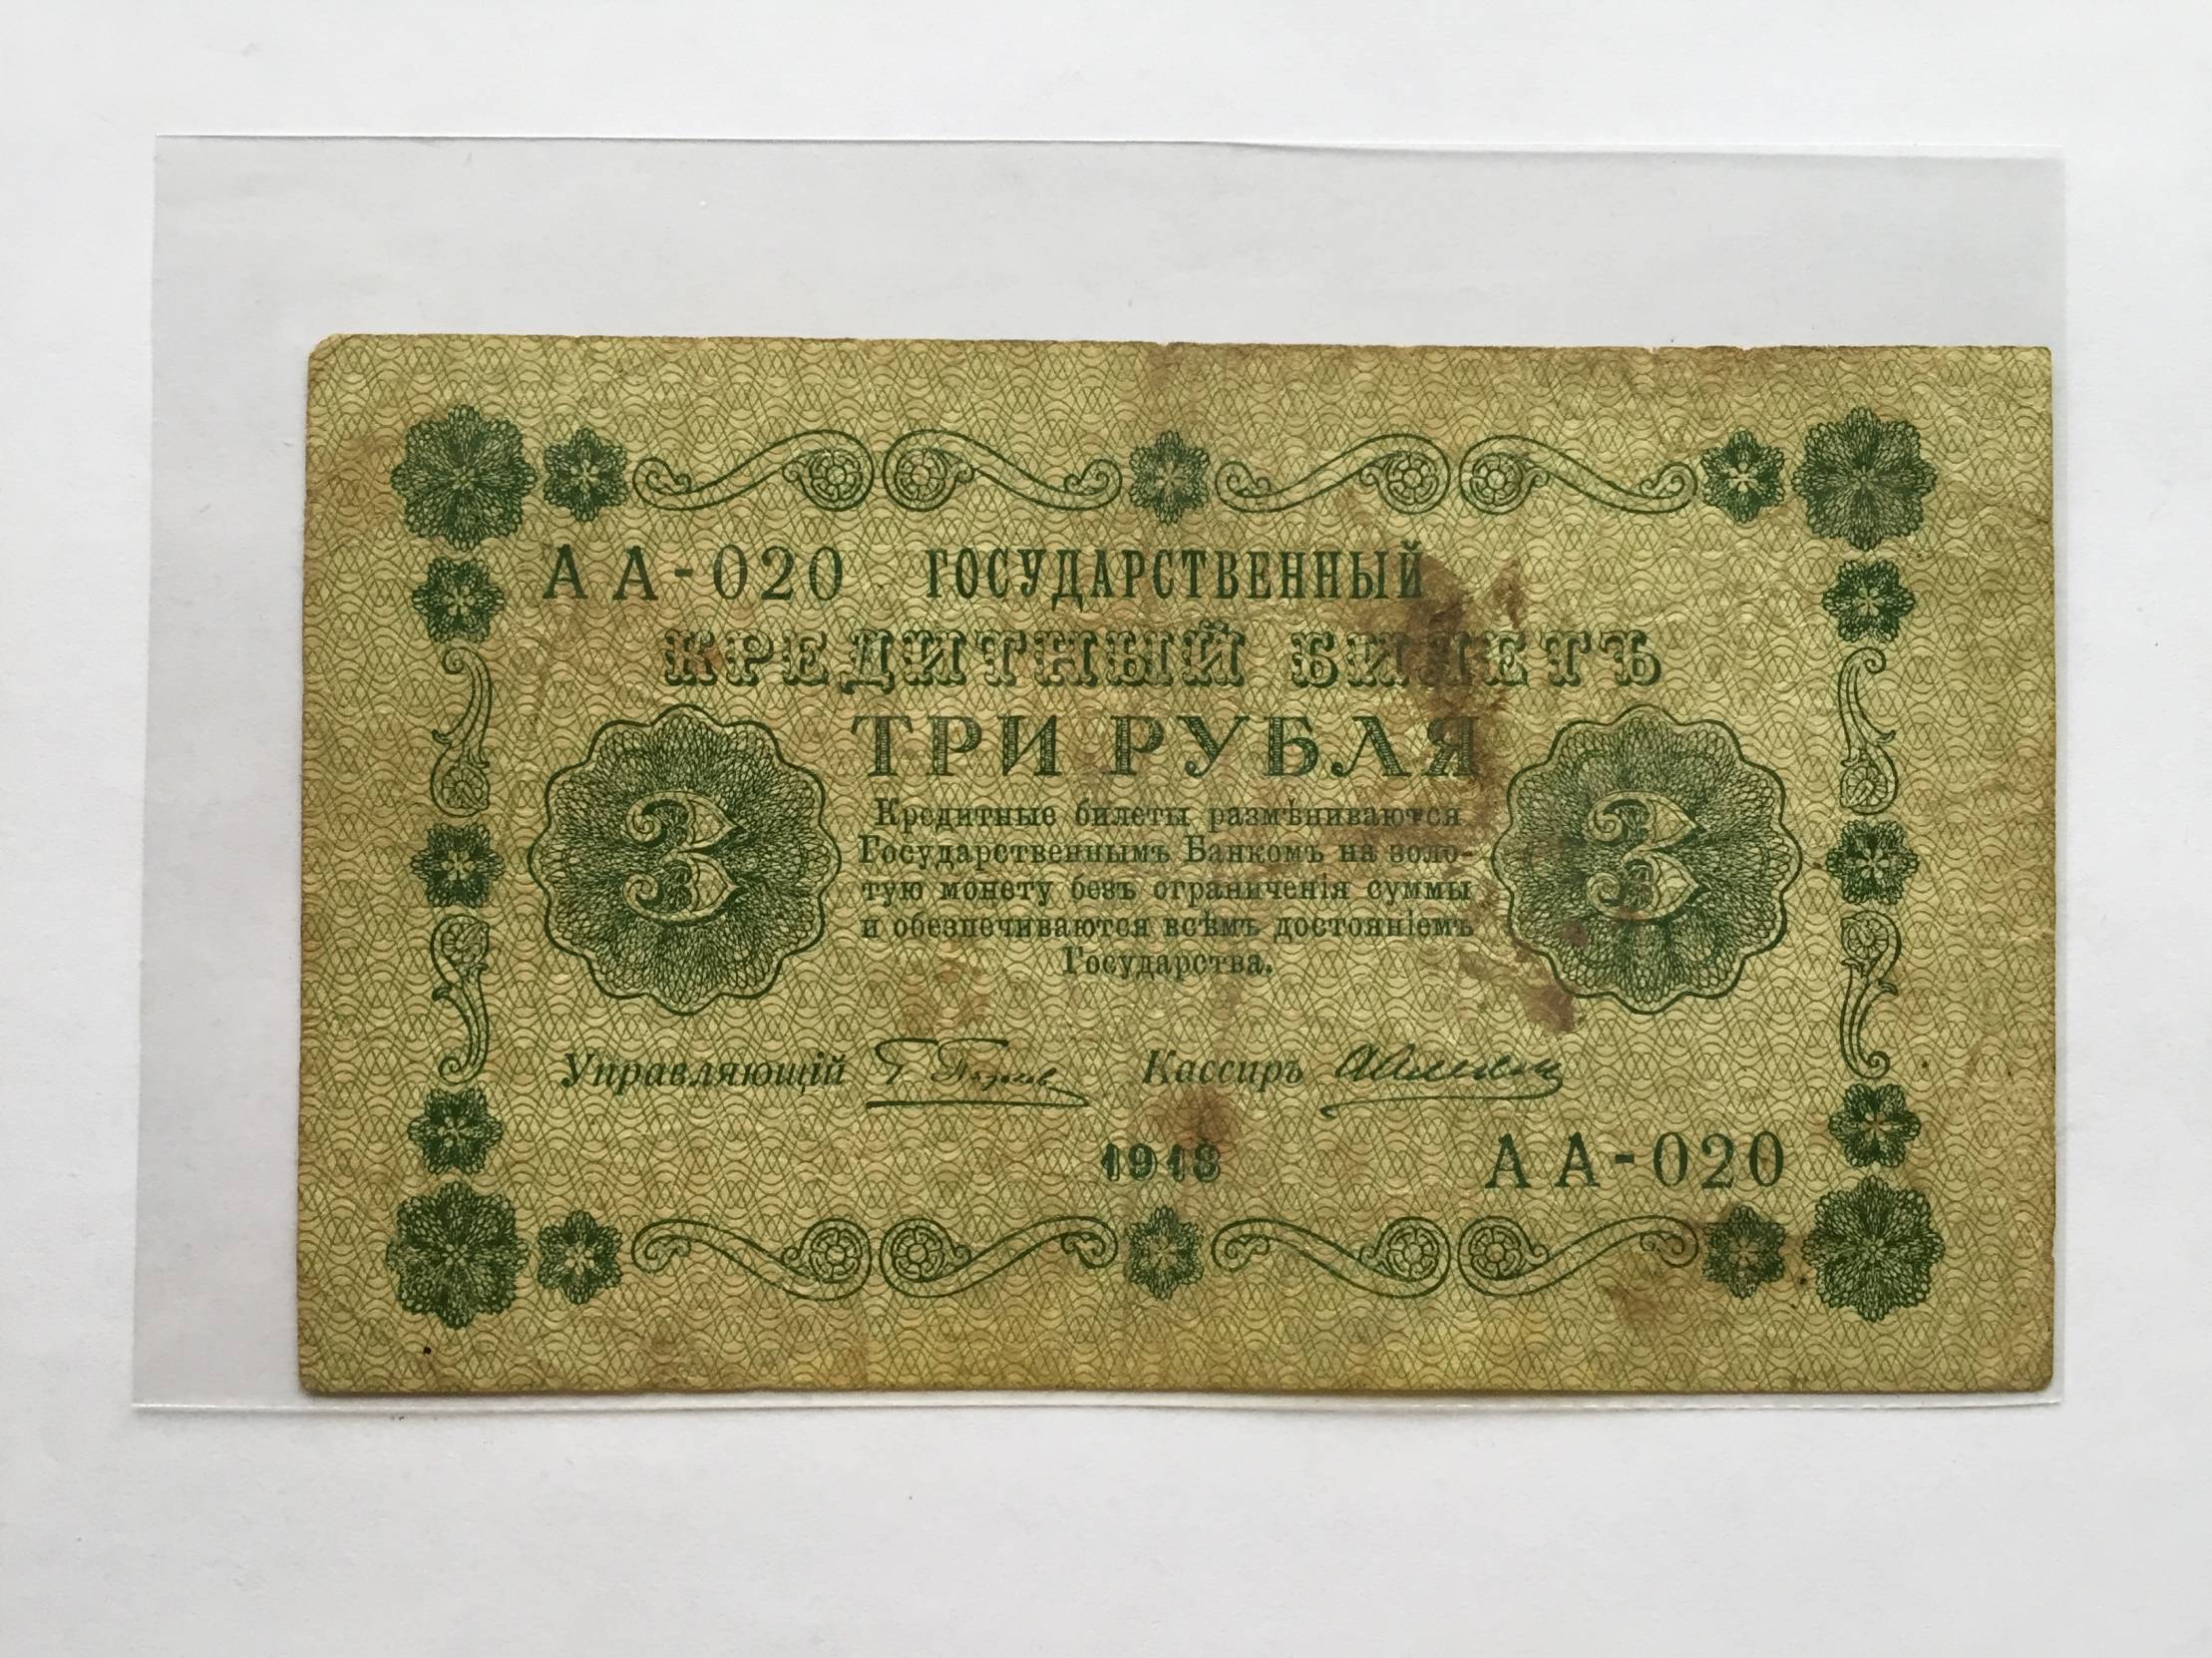 АА-020 ГОСУДАРСТВЕННЫЙ
КРЕДИТНЫЙ БИЛЕТЪ
ТРИ РУБЛЯ
3 3
Кредитные билеты размѣниваются
Государственнымъ Банкомъ на золо-
тую монету безъ ограниченія суммы
и обезпечиваются всѣмъ достояніемъ
Государства.
Управляющій Кассиръ
1918 АА-020